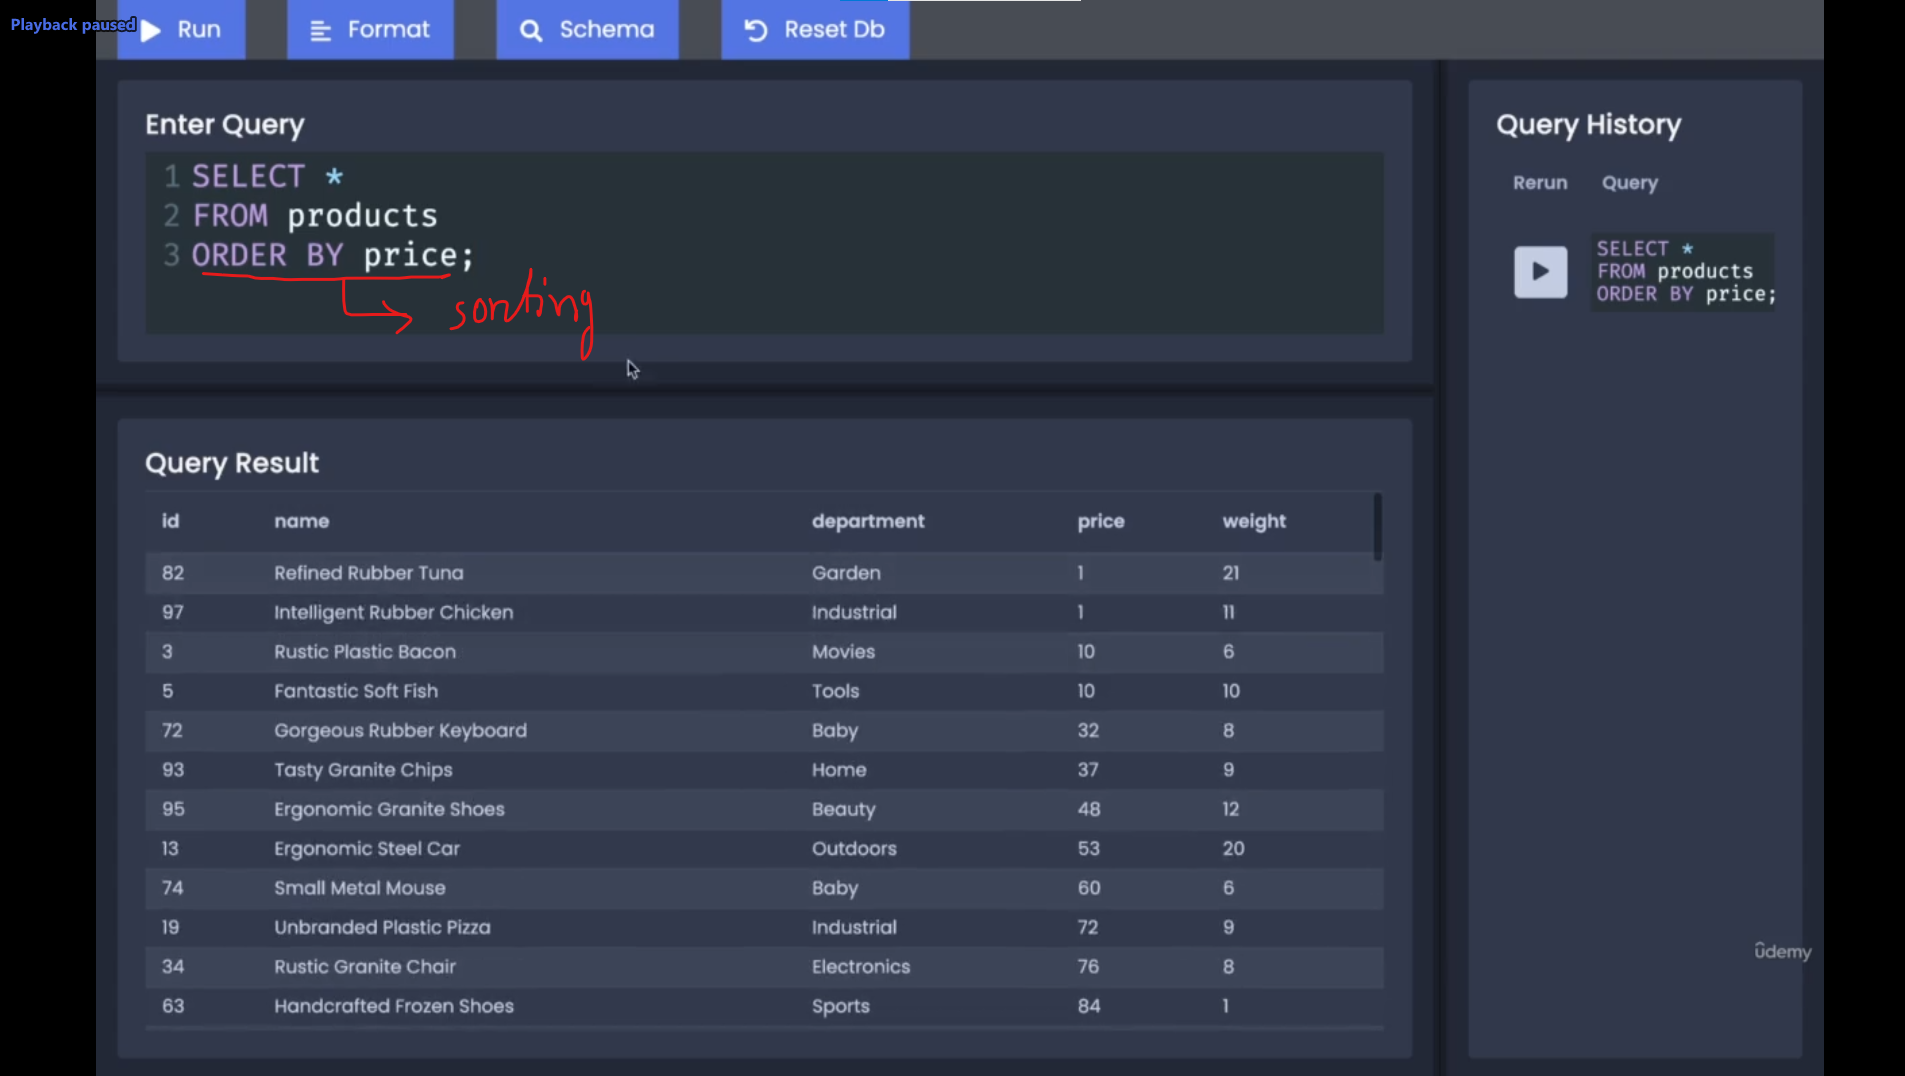 Playback paused
Run Format Schema Reset Db
Enter Query
1 SELECT *
2 FROM products
3 ORDER BY price;
sorting
Query Result
id name department price weight
82 Refined Rubber Tuna Garden 1 21
97 Intelligent Rubber Chicken Industrial 1 11
3 Rustic Plastic Bacon Movies 10 6
5 Fantastic Soft Fish Tools 10 10
72 Gorgeous Rubber Keyboard Baby 32 8
93 Tasty Granite Chips Home 37 9
95 Ergonomic Granite Shoes Beauty 48 12
13 Ergonomic Steel Car Outdoors 53 20
74 Small Metal Mouse Baby 60 6
19 Unbranded Plastic Pizza Industrial 72 9
34 Rustic Granite Chair Electronics 76 8
63 Handcrafted Frozen Shoes Sports 84 1
Query History
Rerun Query
SELECT *
FROM products
ORDER BY price;
ûdemy